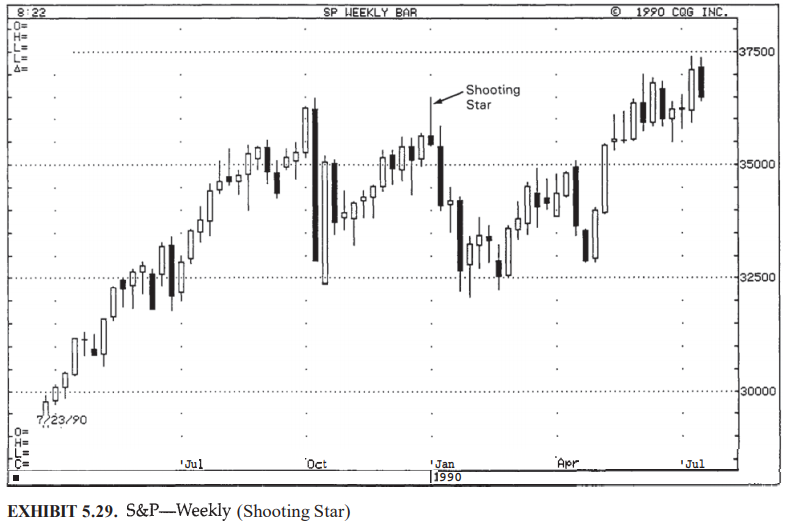 8:22 SP WEEKLY BAR © 1990 CQG INC.
O=
H=
L=
L=
Δ=
37500
Shooting
Star
35000
32500
30000
7/23/90
O=
H=
L=
C=
'Jul 'Oct 'Jan 'Apr 'Jul
1990
EXHIBIT 5.29. S&P—Weekly (Shooting Star)